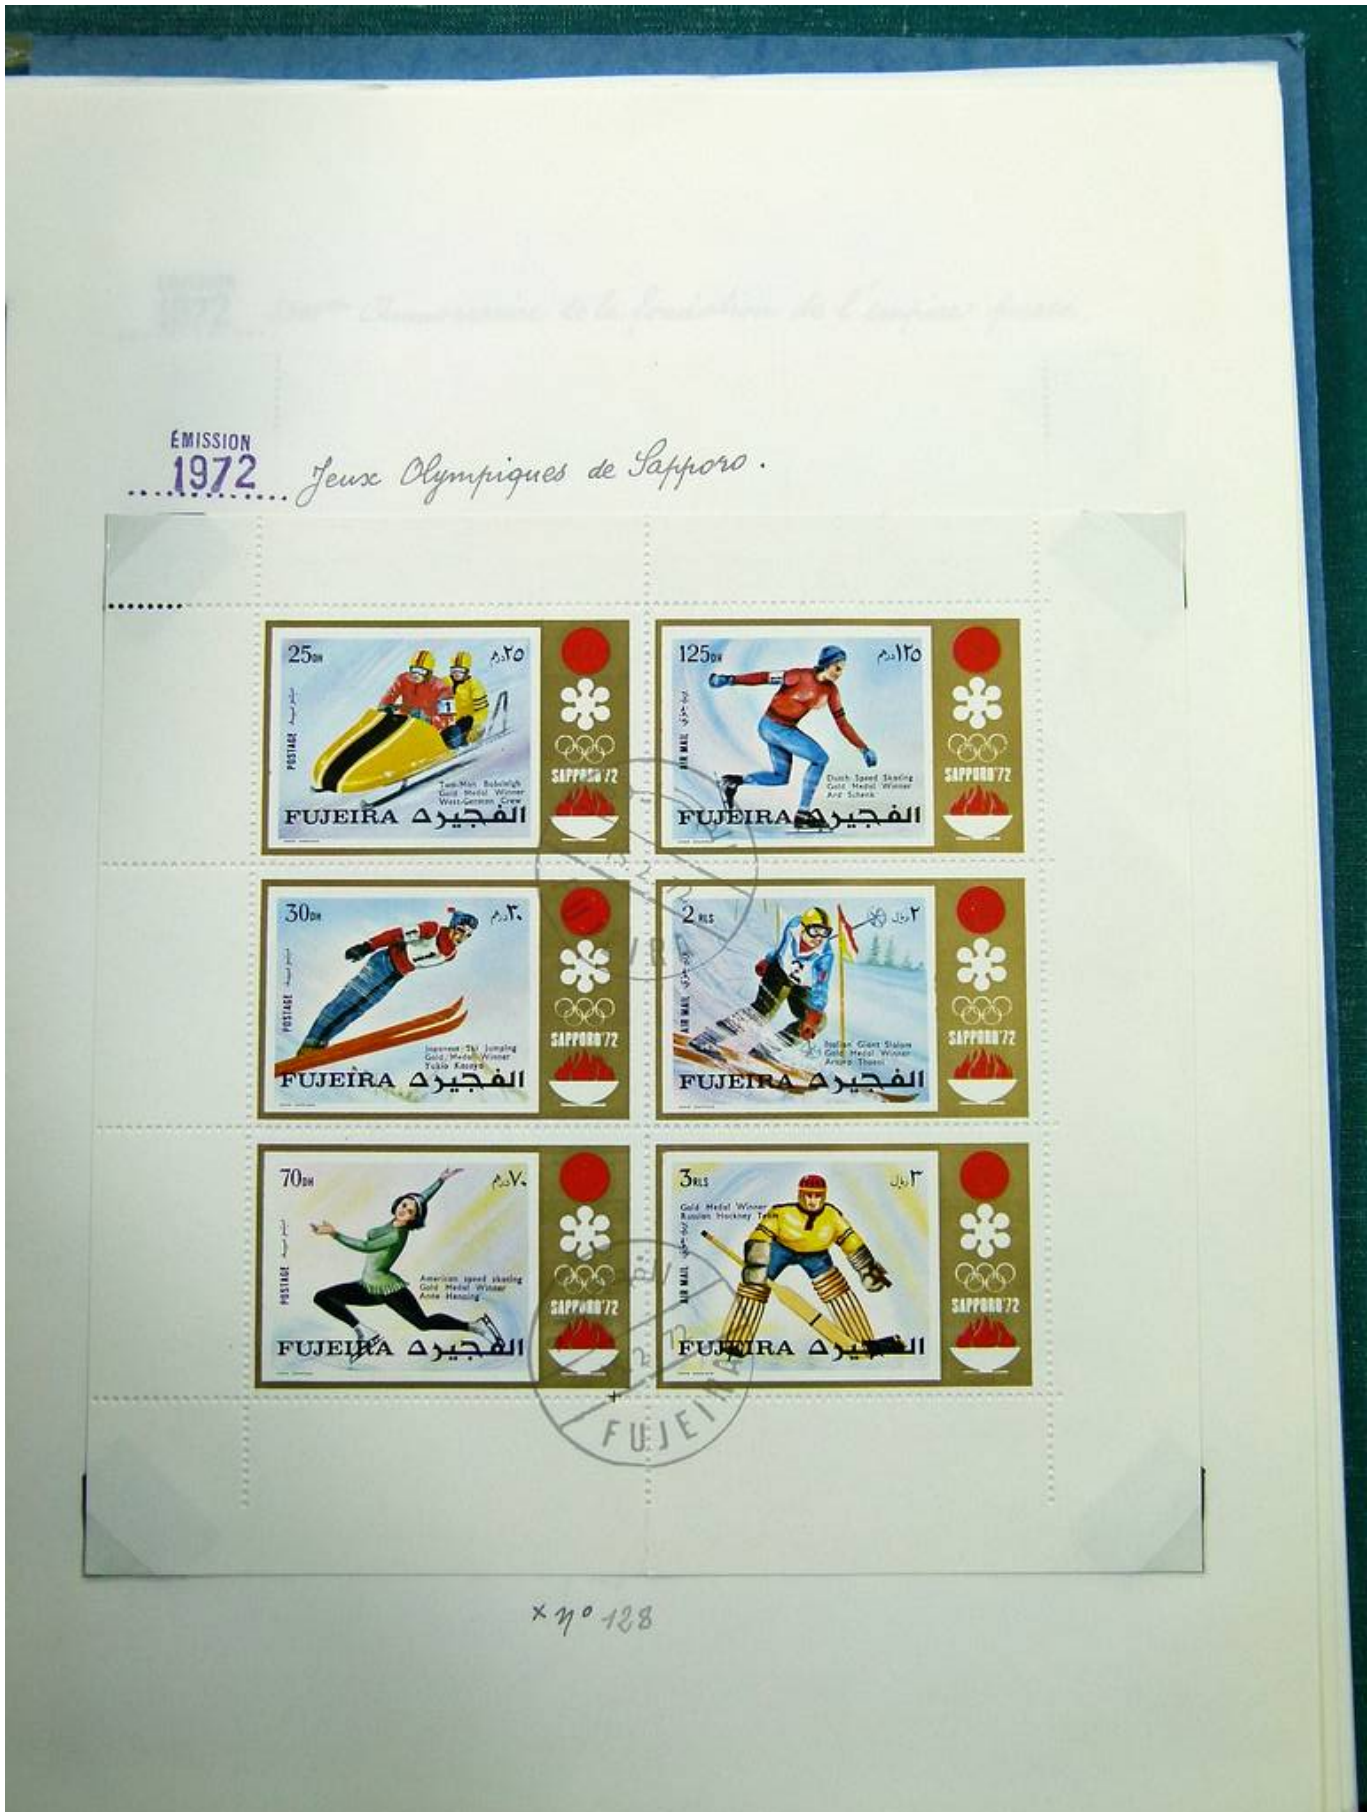 ÉMISSION
1972 Jeux Olympiques de Sapporo.
25DH
٢٥ درهم
POSTAGE
SAPPORO'72
Two-Man Bobsleigh
Gold Medal Winner
West-German Crew
FUJEIRA الفجيرة
125DH
١٢٥ درهم
AIR MAIL
SAPPORO'72
Dutch Speed Skating
Gold Medal Winner
Ard Schenk
FUJEIRA الفجيرة
30DH
٣٠ درهم
POSTAGE
SAPPORO'72
Japanese Ski Jumping
Gold Medal Winner
Yukio Kasaya
FUJEIRA الفجيرة
2 RLS
٢ ريال
AIR MAIL
SAPPORO'72
Italian Giant Slalom
Gold Medal Winner
FUJEIRA الفجيرة
70DH
٧٠ درهم
POSTAGE
SAPPORO'72
American speed skating
Gold Medal Winner
Anne Henning
FUJEIRA الفجيرة
3RLS
٣ ريال
Gold Medal Winner
Russian Hockney Team
AIR MAIL
SAPPORO'72
FUJEIRA الفجيرة
FUJEIRA
x nº 128